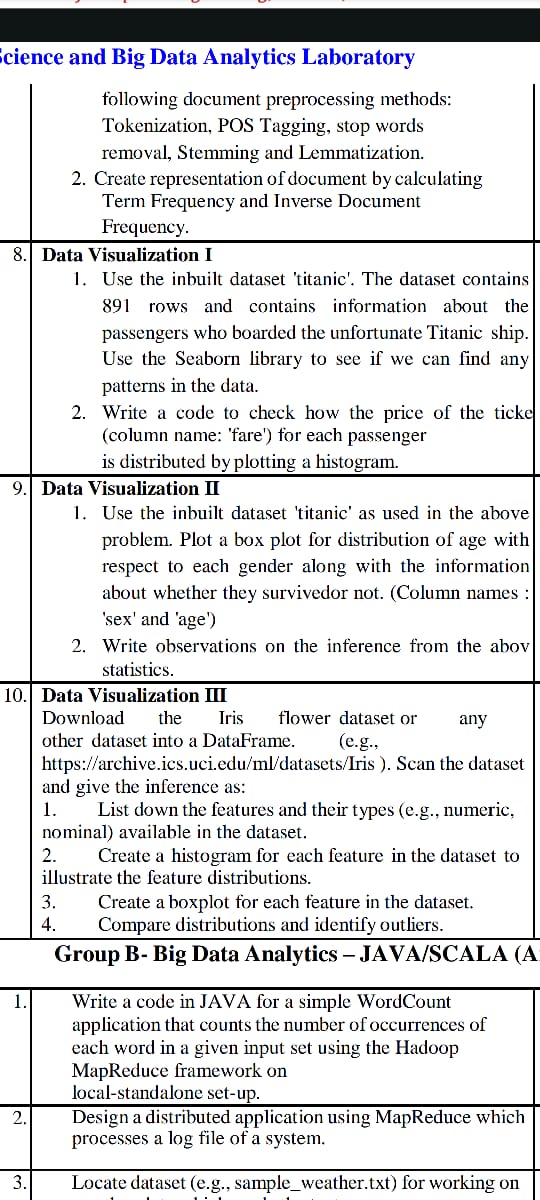 Science and Big Data Analytics Laboratory
following document preprocessing methods:
Tokenization, POS Tagging, stop words
removal, Stemming and Lemmatization.
2. Create representation of document by calculating
Term Frequency and Inverse Document
Frequency.
8. Data Visualization I
1. Use the inbuilt dataset 'titanic'. The dataset contains
891 rows and contains information about the
passengers who boarded the unfortunate Titanic ship.
Use the Seaborn library to see if we can find any
patterns in the data.
2. Write a code to check how the price of the ticke
(column name: 'fare') for each passenger
is distributed by plotting a histogram.
9. Data Visualization II
1. Use the inbuilt dataset 'titanic' as used in the above
problem. Plot a box plot for distribution of age with
respect to each gender along with the information
about whether they survivedor not. (Column names :
'sex' and 'age')
2. Write observations on the inference from the abov
statistics.
10. Data Visualization III
Download the Iris flower dataset or any
other dataset into a DataFrame. (e.g.,
https://archive.ics.uci.edu/ml/datasets/Iris ). Scan the dataset
and give the inference as:
1. List down the features and their types (e.g., numeric,
nominal) available in the dataset.
2. Create a histogram for each feature in the dataset to
illustrate the feature distributions.
3. Create a boxplot for each feature in the dataset.
4. Compare distributions and identify outliers.
Group B- Big Data Analytics – JAVA/SCALA (A
1. Write a code in JAVA for a simple WordCount
application that counts the number of occurrences of
each word in a given input set using the Hadoop
MapReduce framework on
local-standalone set-up.
2. Design a distributed application using MapReduce which
processes a log file of a system.
3. Locate dataset (e.g., sample_weather.txt) for working on